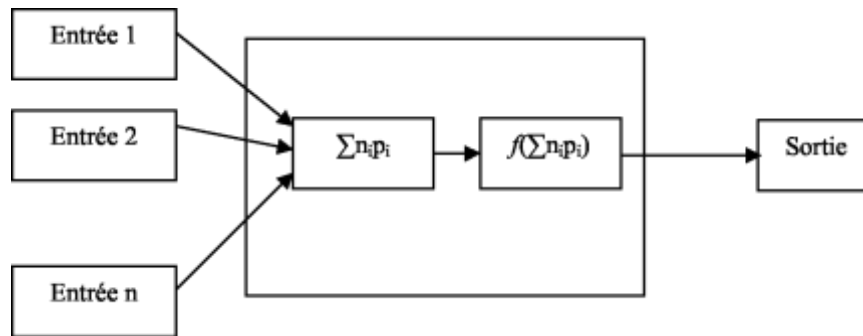 Entrée 1
Entrée 2
∑nᵢpᵢ
f(∑nᵢpᵢ)
Sortie
Entrée n